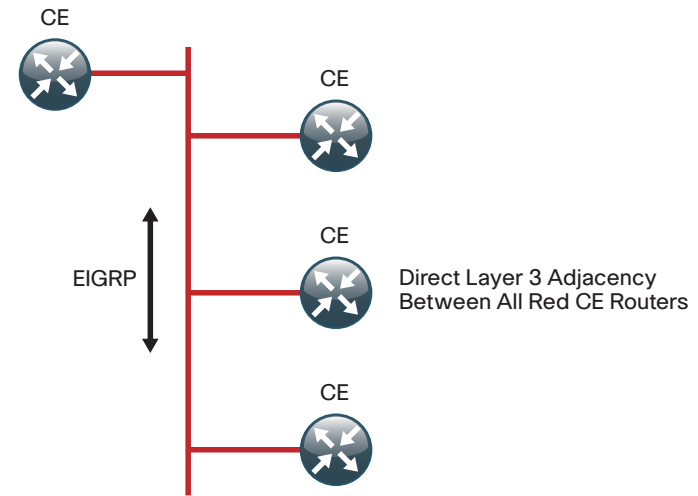 CE
CE
CE
EIGRP
Direct Layer 3 Adjacency
Between All Red CE Routers
CE